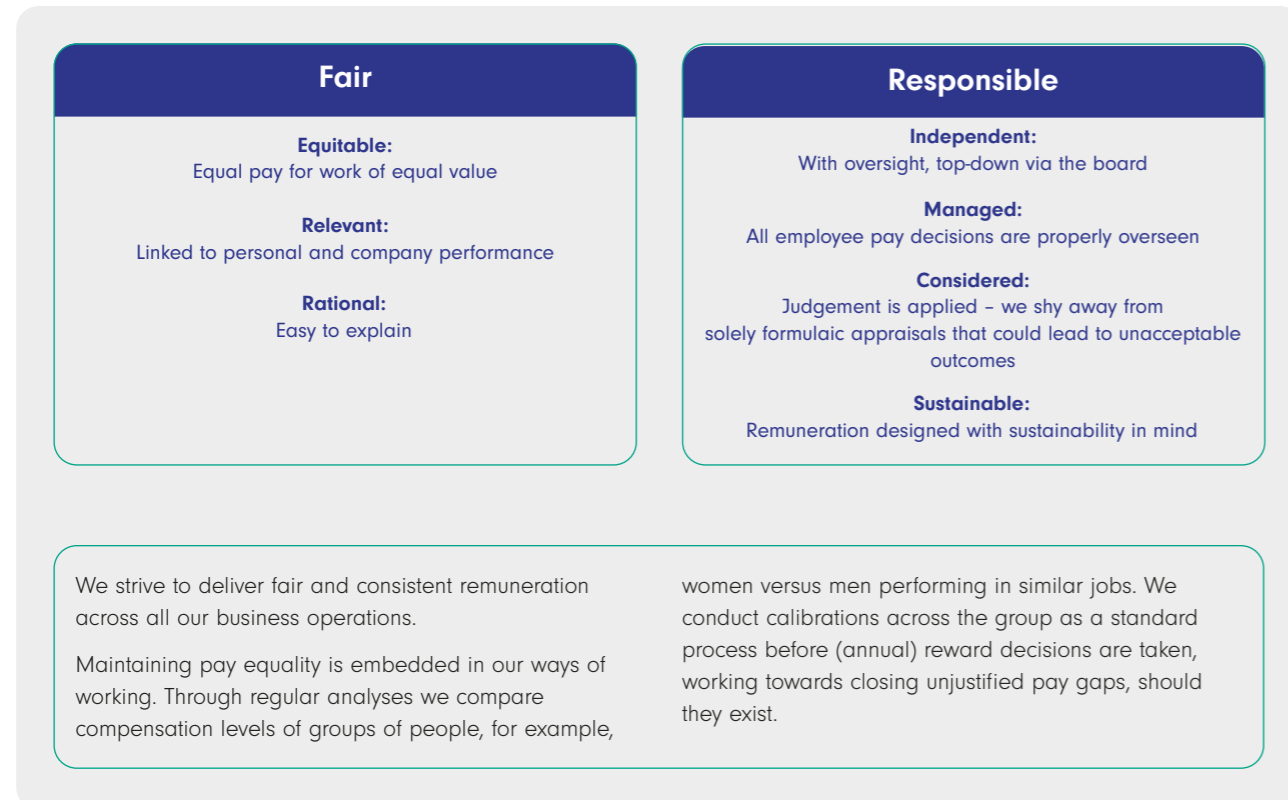 Fair
Equitable:
Equal pay for work of equal value
Relevant:
Linked to personal and company performance
Rational:
Easy to explain
Responsible
Independent:
With oversight, top-down via the board
Managed:
All employee pay decisions are properly overseen
Considered:
Judgement is applied – we shy away from
solely formulaic appraisals that could lead to unacceptable
outcomes
Sustainable:
Remuneration designed with sustainability in mind
We strive to deliver fair and consistent remuneration
across all our business operations.
Maintaining pay equality is embedded in our ways of
working. Through regular analyses we compare
compensation levels of groups of people, for example,
women versus men performing in similar jobs. We
conduct calibrations across the group as a standard
process before (annual) reward decisions are taken,
working towards closing unjustified pay gaps, should
they exist.